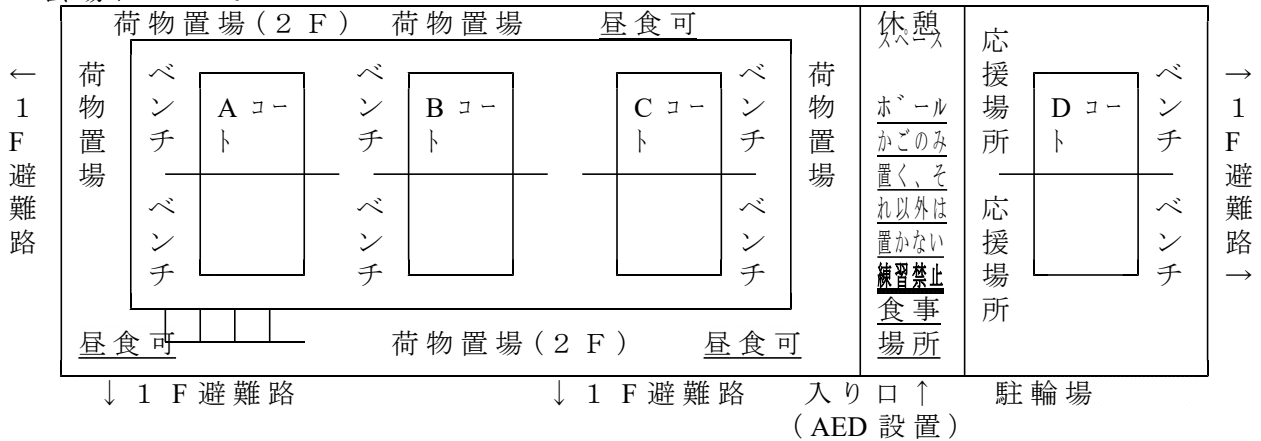 荷物置場(2F) 荷物置場 昼食可
←1F避難路
荷物置場
ベンチ
ベンチ
Aコート
ベンチ
ベンチ
Bコート
Cコート
ベンチ
ベンチ
荷物置場
休憩
スペース
ボール
かごのみ
置く、そ
れ以外は
置かない
練習禁止
食事
場所
応援場所
応援場所
Dコート
ベンチ
ベンチ
→1F避難路→
昼食可 荷物置場(2F) 昼食可
↓1F避難路 ↓1F避難路 入り口↑ 駐輪場
(AED設置)